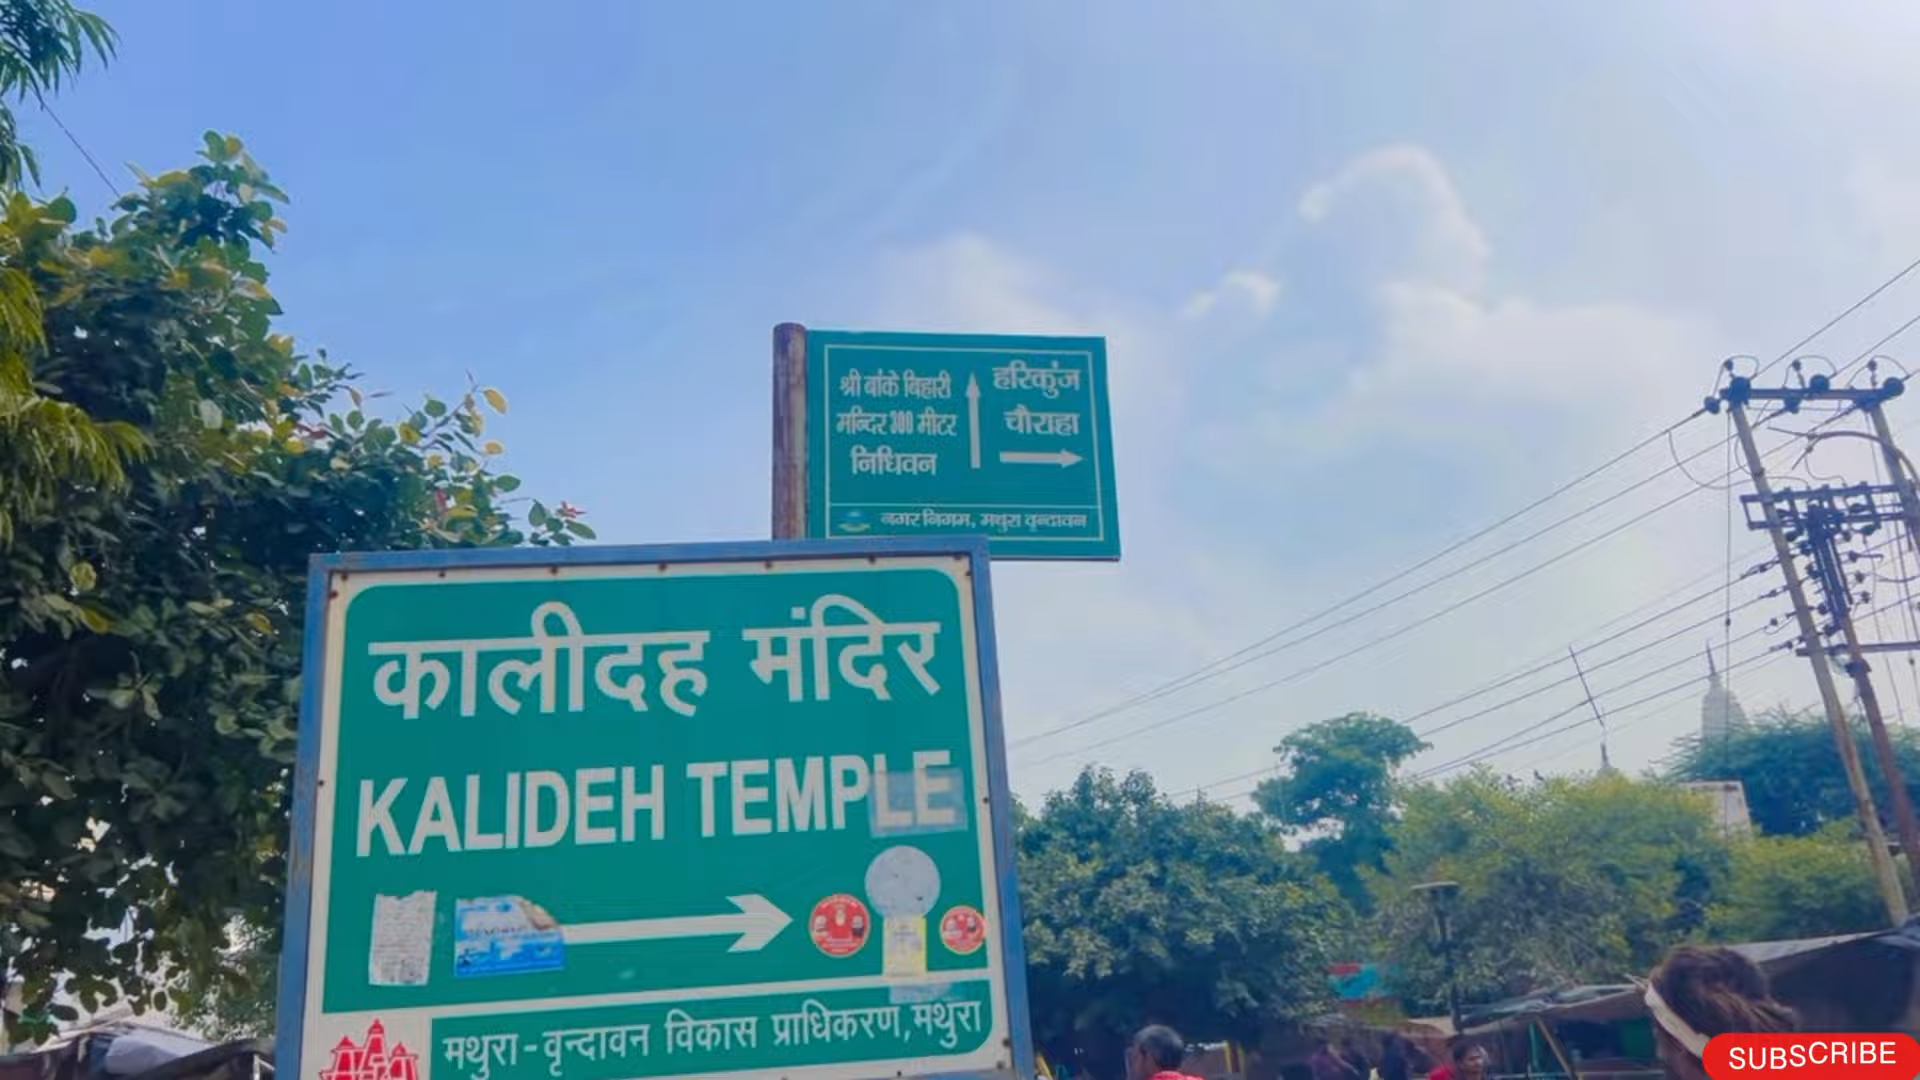 श्री बांके बिहारी
मन्दिर 300 मीटर
निधिवन
हरिकुंज
चौराहा
नगर निगम, मथुरा वृन्दावन
कालीदह मंदिर
KALIDEH TEMPLE
मथुरा-वृन्दावन विकास प्राधिकरण, मथुरा
SUBSCRIBE